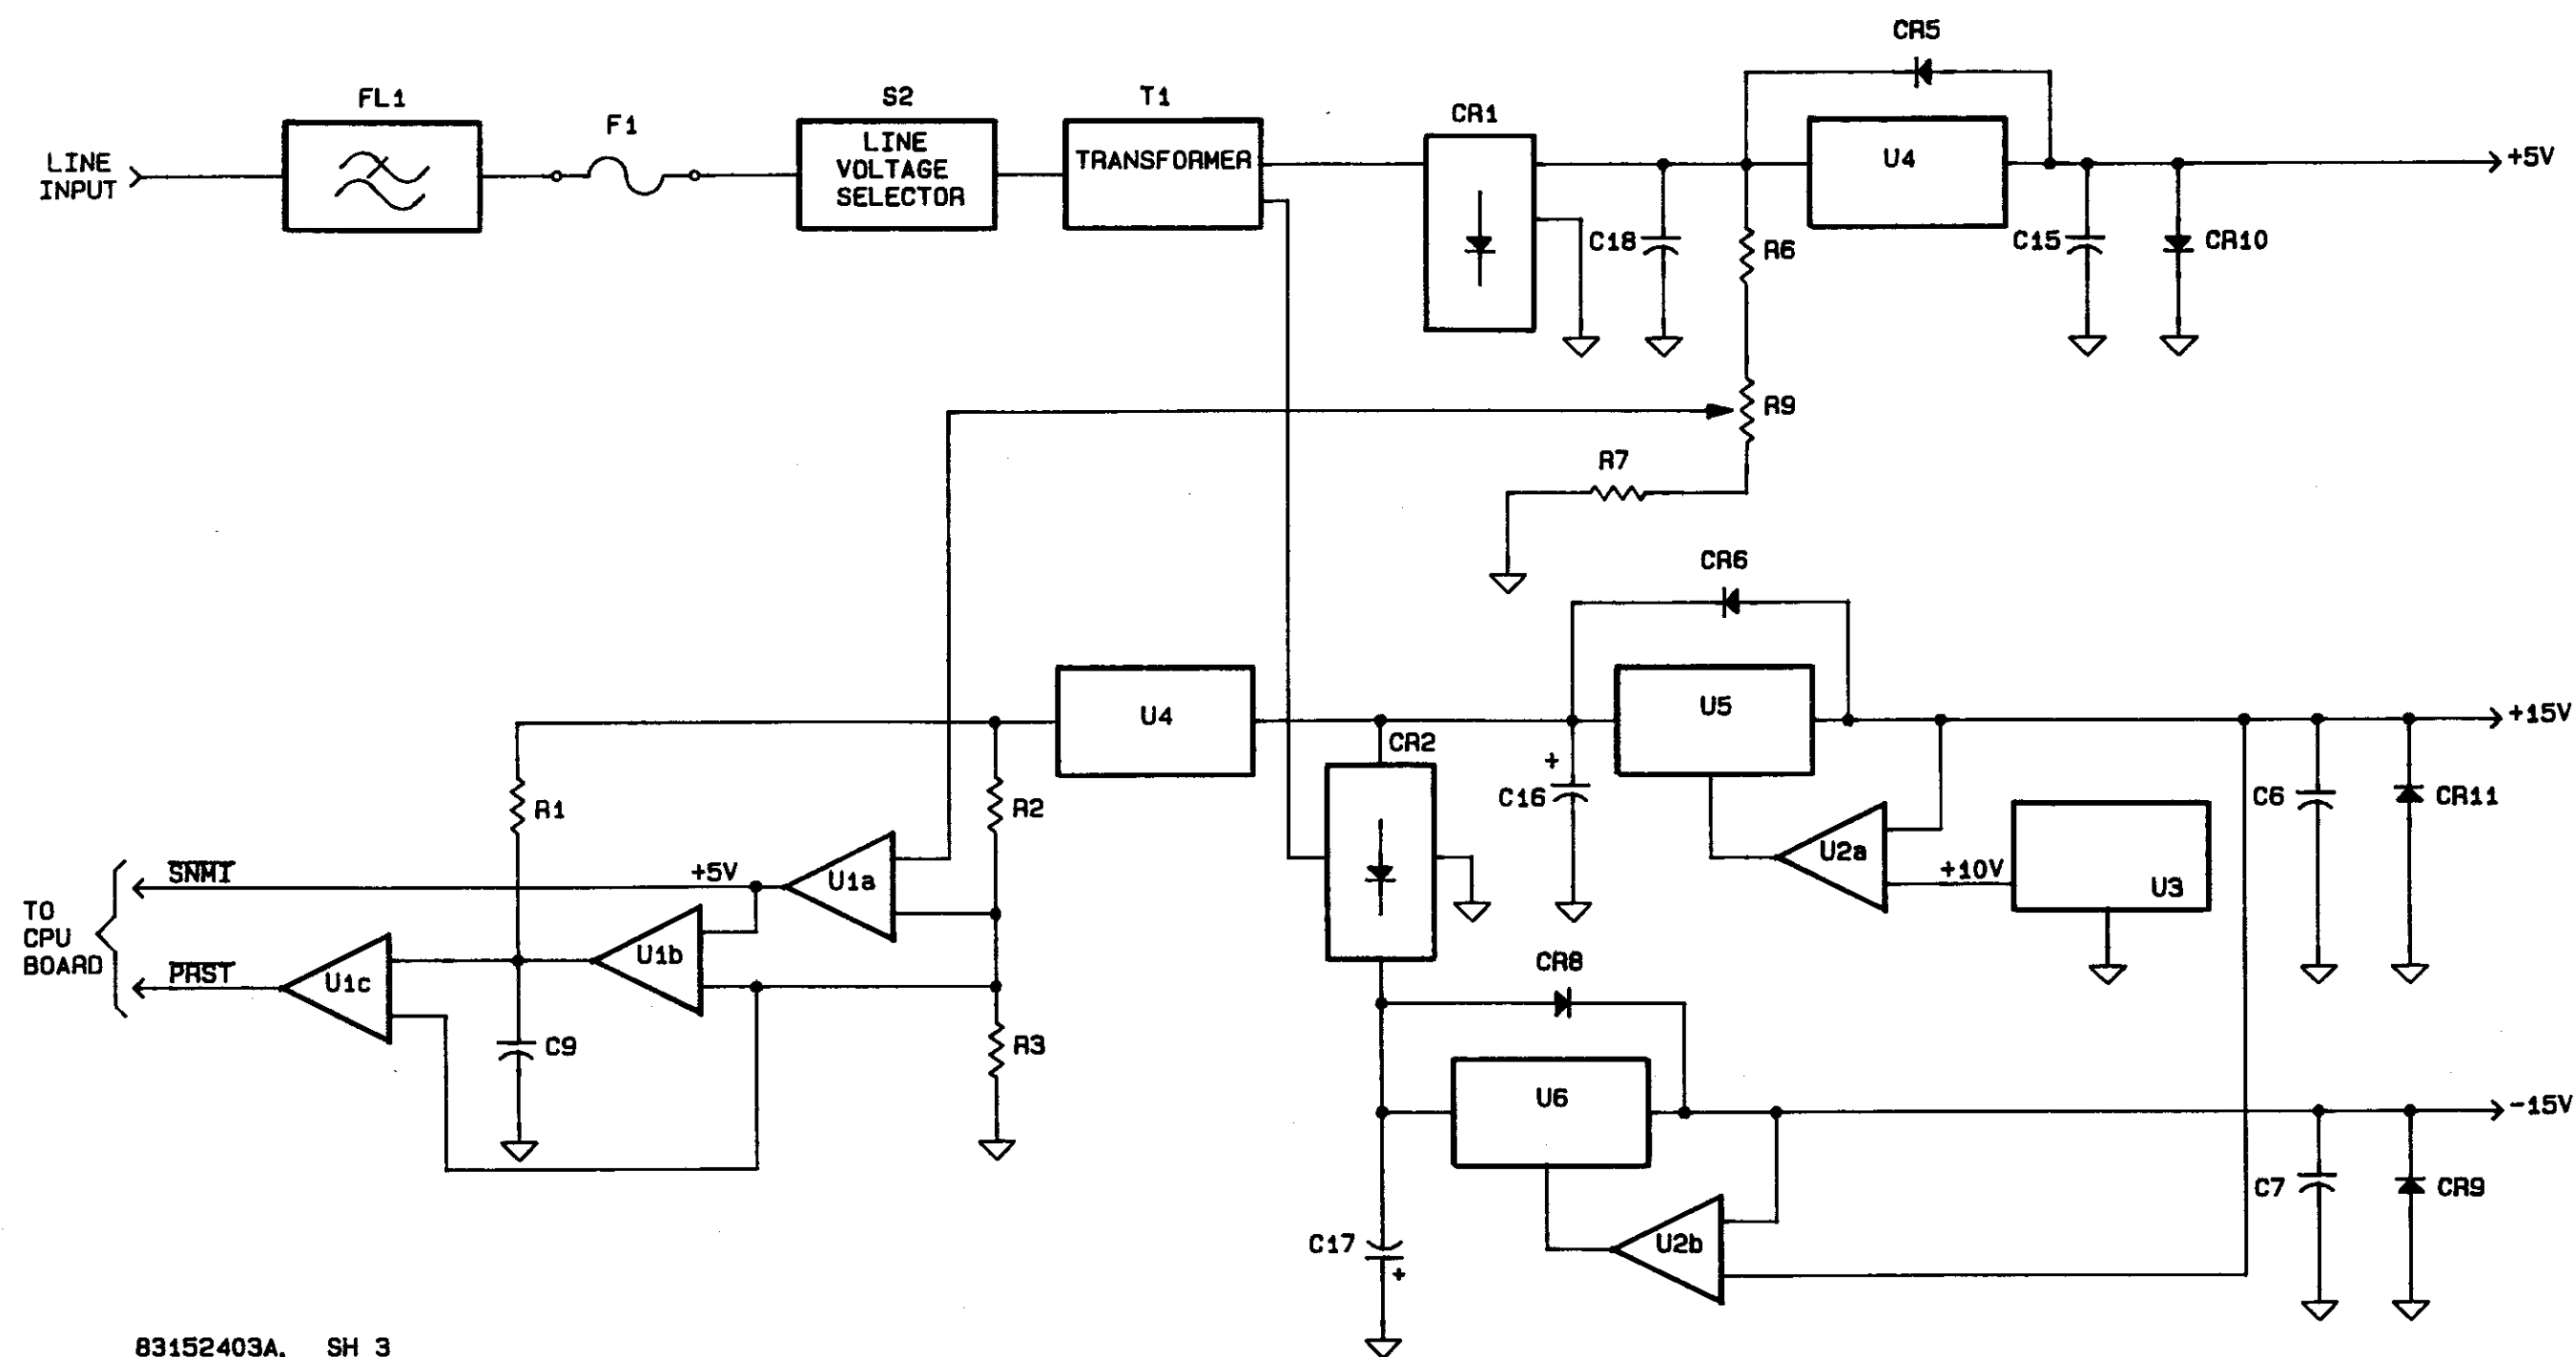 CR5
FL1
S2
T1
CR1
F1
LINE
INPUT
LINE
VOLTAGE
SELECTOR
TRANSFORMER
U4
+5V
C18
R6
C15
CR10
R9
R7
CR6
U4
U5
+15V
CR2
+
C16
R1
R2
C6
CR11
U2a
+10V
U3
SNMI
+5V
U1a
TO
CPU
BOARD
U1b
PRST
U1c
CR8
C9
R3
U6
-15V
C7
CR9
C17
+
U2b
83152403A, SH 3